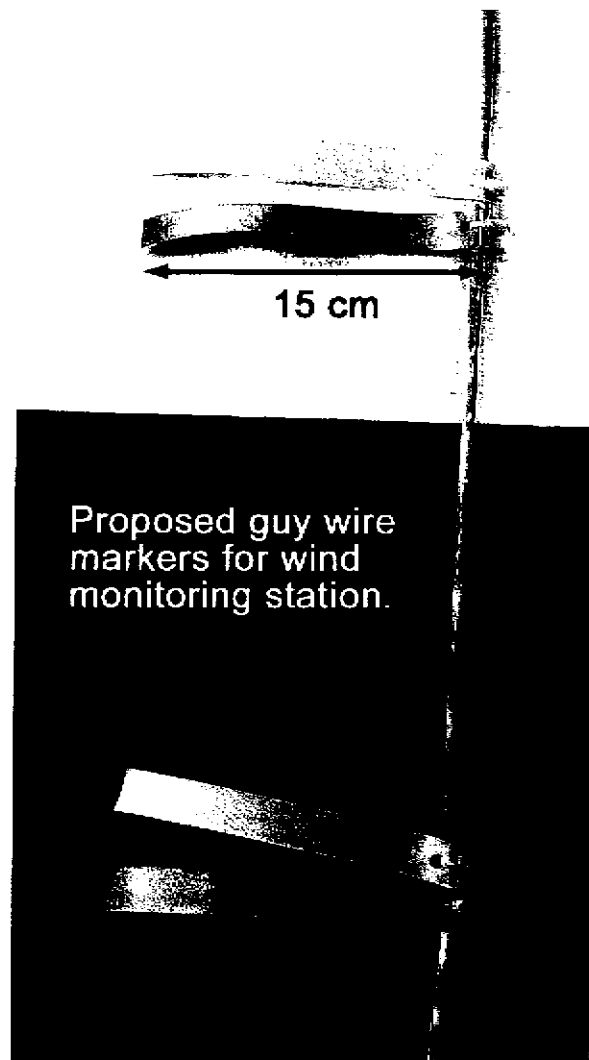 15 cm
Proposed guy wire
markers for wind
monitoring station.